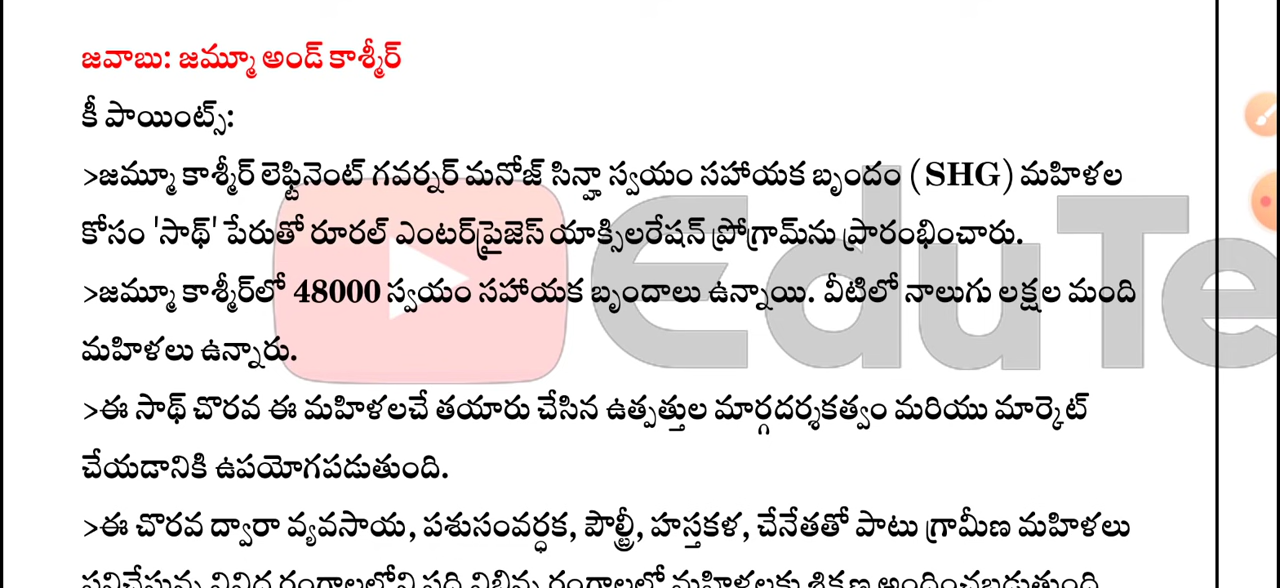 జవాబు: జమ్మూ అండ్ కాశ్మీర్
కీ పాయింట్స్:
>జమ్మూ కాశ్మీర్ లెఫ్టినెంట్ గవర్నర్ మనోజ్ సిన్హా స్వయం సహాయక బృందం (SHG) మహిళల
కోసం 'సాథ్' పేరుతో రూరల్ ఎంటర్‌ప్రైజెస్ యాక్సిలరేషన్ ప్రోగ్రామ్‌ను ప్రారంభించారు.
>జమ్మూ కాశ్మీర్‌లో 48000 స్వయం సహాయక బృందాలు ఉన్నాయి. వీటిలో నాలుగు లక్షల మంది
మహిళలు ఉన్నారు.
>ఈ సాథ్ చొరవ ఈ మహిళలచే తయారు చేసిన ఉత్పత్తుల మార్గదర్శకత్వం మరియు మార్కెట్
చేయడానికి ఉపయోగపడుతుంది.
>ఈ చొరవ ద్వారా వ్యవసాయ, పశుసంవర్ధక, పౌల్ట్రీ, హస్తకళ, చేనేతతో పాటు గ్రామీణ మహిళలు
EduTe